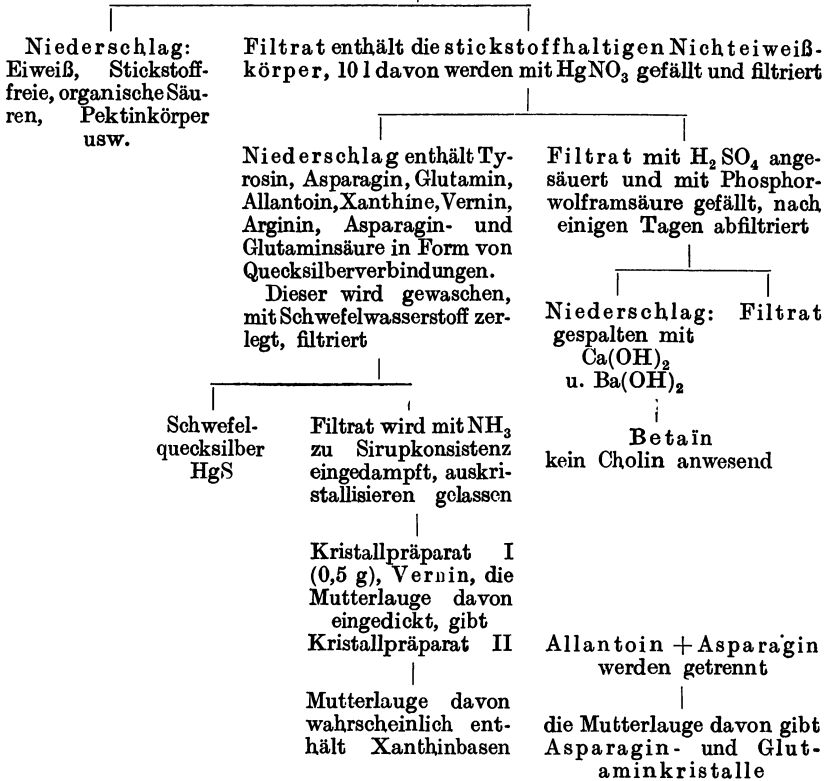 Niederschlag:
Eiweiß, Stickstoff-
freie, organische Säu-
ren, Pektinkörper
usw.
Filtrat enthält die stickstoffhaltigen Nichteiweiß-
körper, 10 l davon werden mit HgNO₃ gefällt und filtriert
Niederschlag enthält Ty-
rosin, Asparagin, Glutamin,
Allantoin, Xanthine, Vernin,
Arginin, Asparagin- und
Glutaminsäure in Form von
Quecksilberverbindungen.
Dieser wird gewaschen,
mit Schwefelwasserstoff zer-
legt, filtriert
Filtrat mit H₂SO₄ ange-
säuert und mit Phosphor-
wolframsäure gefällt, nach
einigen Tagen abfiltriert
Niederschlag:
gespalten mit
Ca(OH)₂
u. Ba(OH)₂
Filtrat
Betaïn
kein Cholin anwesend
Schwefel-
quecksilber
HgS
Filtrat wird mit NH₃
zu Sirupkonsistenz
eingedampft, auskri-
stallisieren gelassen
Kristallpräparat I
(0,5 g), Vernin, die
Mutterlauge davon
eingedickt, gibt
Kristallpräparat II
Mutterlauge davon
wahrscheinlich ent-
hält Xanthinbasen
Allantoin + Asparagin
werden getrennt
die Mutterlauge davon gibt
Asparagin- und Glut-
aminkristalle